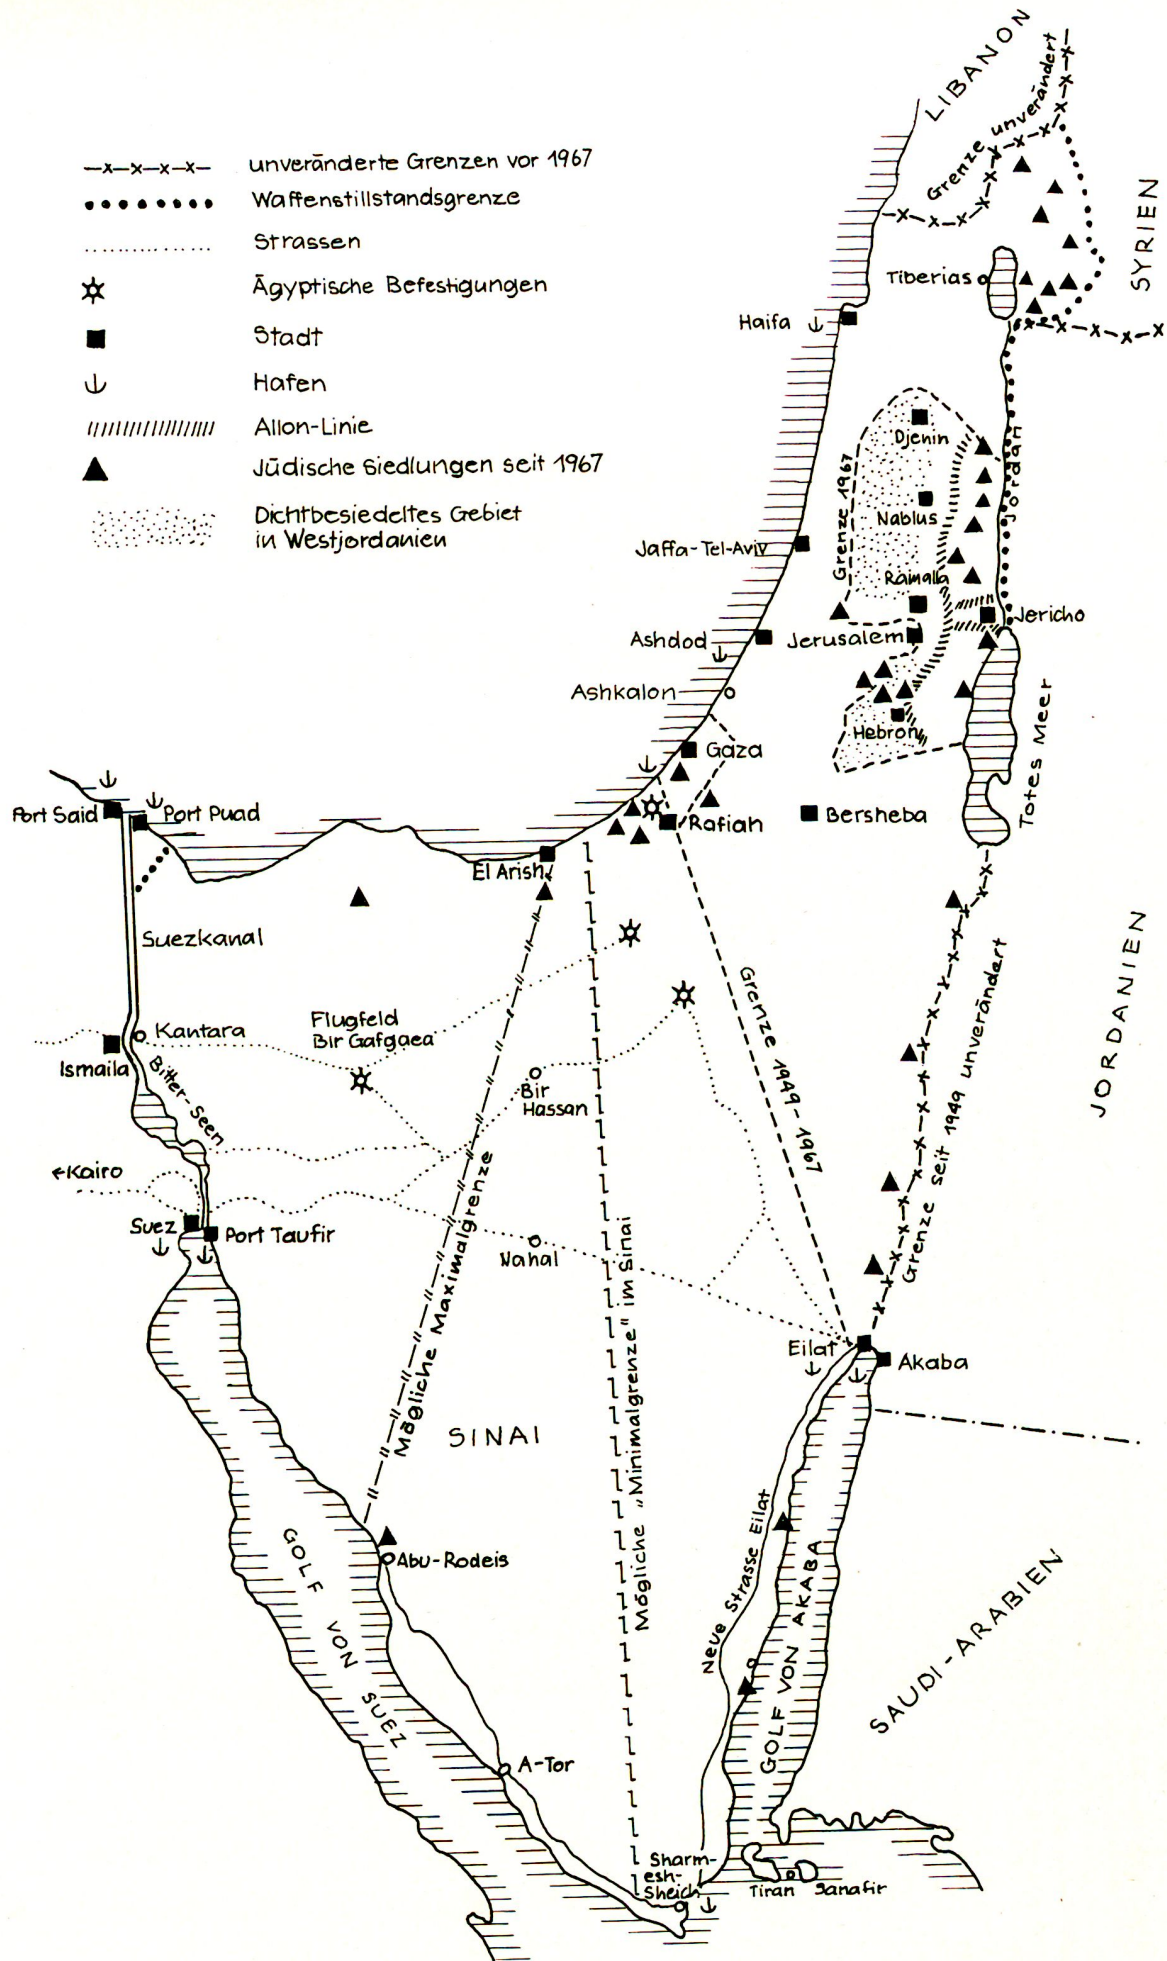 LIBANON
Grenze unverändert
SYRIEN
unveränderte Grenzen vor 1967
Waffenstillstandsgrenze
Strassen
Ägyptische Befestigungen
Stadt
Hafen
Allon-Linie
Jüdische Siedlungen seit 1967
Dichtbesiedeltes Gebiet
in Westjordanien
Tiberias
Haifa
Djenin
Jordan
Grenze 1967
Nablus
Jaffa-Tel-Aviv
Ramalla
Jericho
Ashdod
Jerusalem
Ashkalon
Hebron
Totes Meer
Gaza
Port Said
Port Puad
Rafiah
Bersheba
El Arish
Suezkanal
JORDANIEN
Grenze 1949-1967
Grenze seit 1949 unverändert
Kantara
Flugfeld
Bir Gafgaea
Ismaila
Bitter-Seen
Bir
Hassan
←Kairo
Suez
Port Taufir
Nahal
Mögliche Maximalgrenze
Mögliche „Minimalgrenze" im Sinai
Eilat
Akaba
SINAI
Neue Strasse Eilat
GOLF VON AKABA
SAUDI-ARABIEN
Abu-Rodeis
GOLF VON SUEZ
A-Tor
Sharm-
esh-
Sheich
Tiran
Sanafir